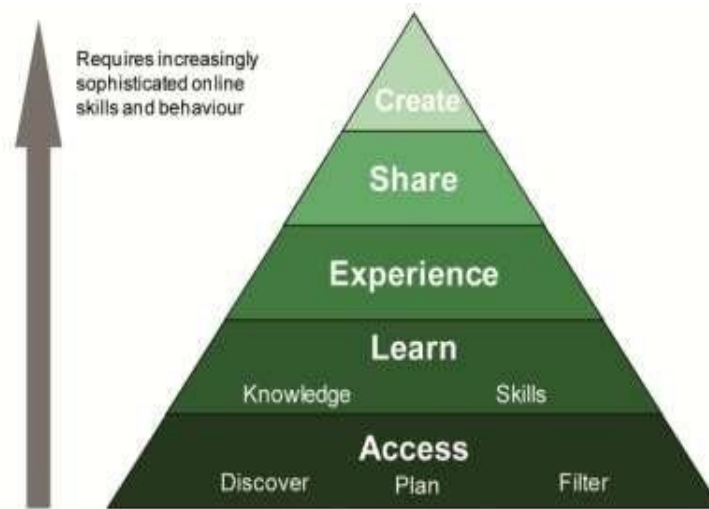 Requires increasingly
sophisticated online
skills and behaviour
Create
Share
Experience
Learn
Knowledge Skills
Access
Discover Plan Filter